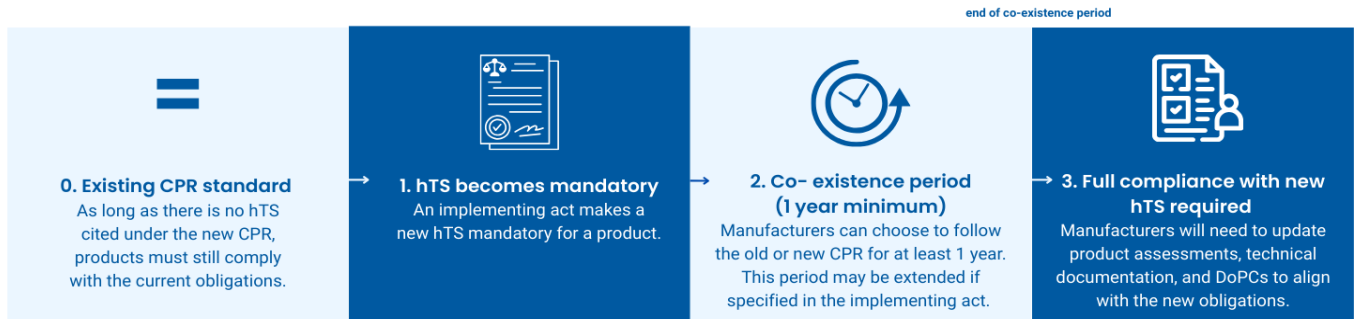 end of co-existence period
0. Existing CPR standard
As long as there is no hTS
cited under the new CPR,
products must still comply
with the current obligations.
1. hTS becomes mandatory
An implementing act makes a
new hTS mandatory for a product.
2. Co- existence period
(1 year minimum)
Manufacturers can choose to follow
the old or new CPR for at least 1 year.
This period may be extended if
specified in the implementing act.
3. Full compliance with new
hTS required
Manufacturers will need to update
product assessments, technical
documentation, and DoPCs to align
with the new obligations.